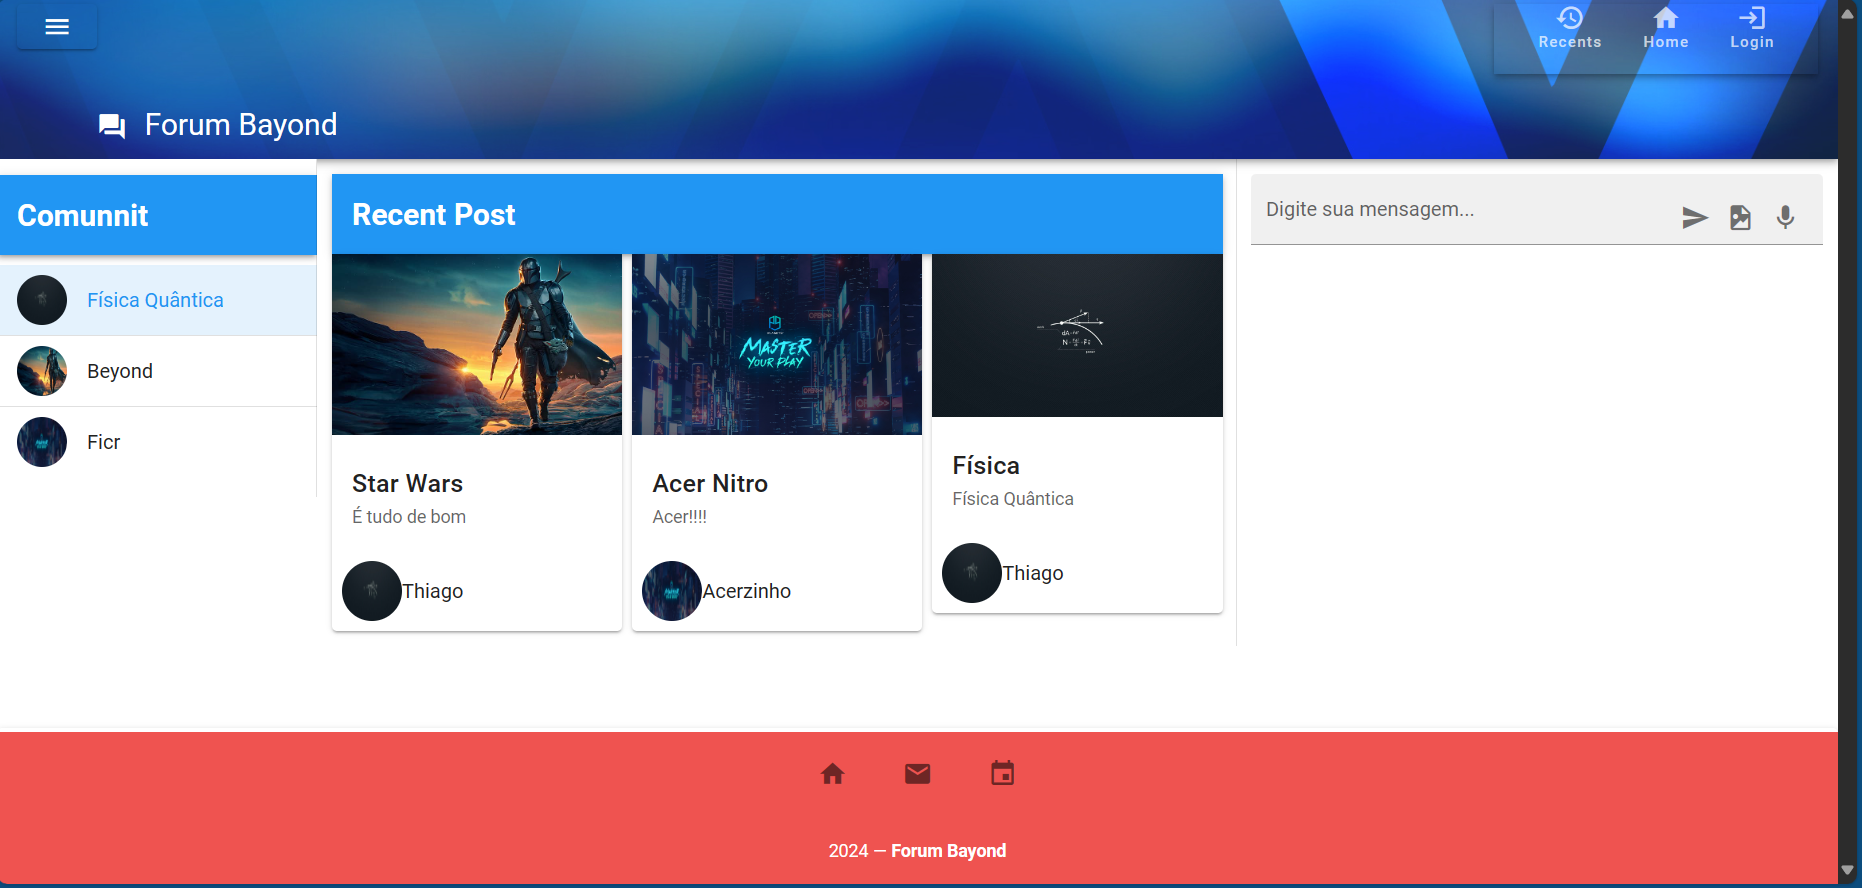 Recents
Home
Login
Forum Bayond
Comunnit
Física Quântica
Beyond
Ficr
Recent Post
MASTER
YOUR PLAY
Star Wars
É tudo de bom
Thiago
Acer Nitro
Acer!!!!
Acerzinho
Física
Física Quântica
Thiago
Digite sua mensagem...
2024 — Forum Bayond